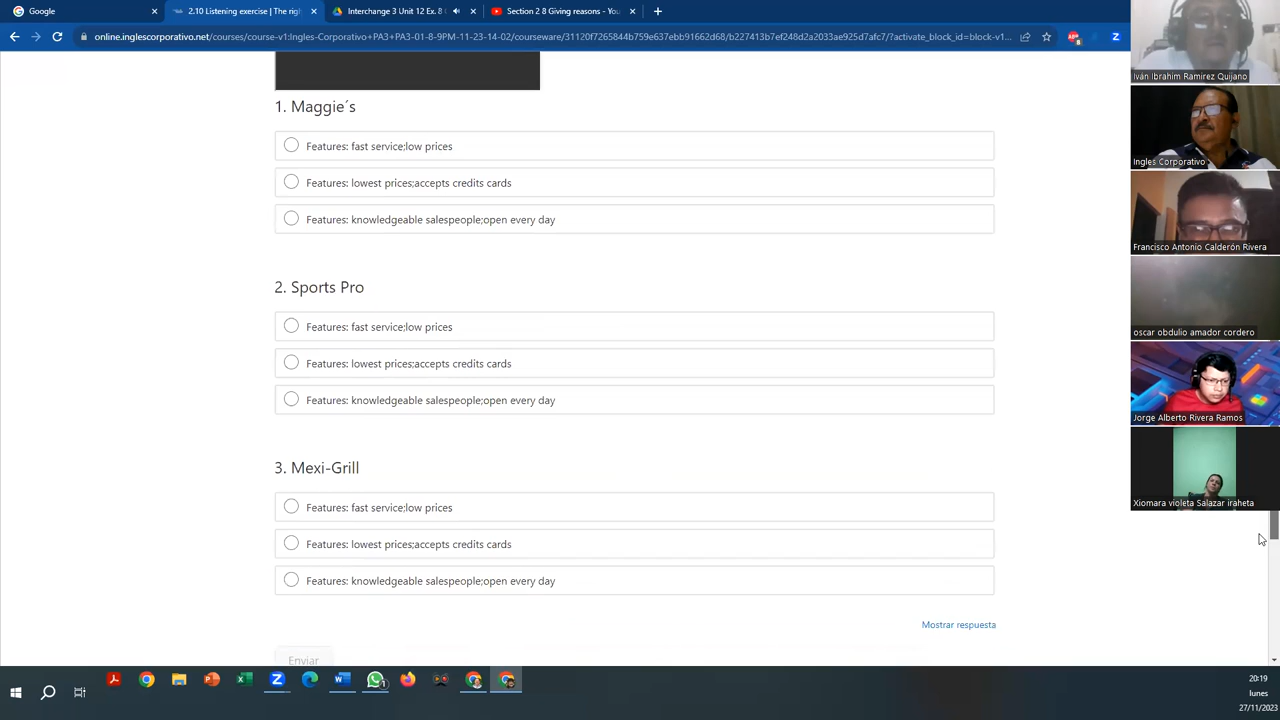 Google
2.10 Listening exercise | The righ
Interchange 3 Unit 12 Ex. 8
Section 2 8 Giving reasons - You
online.inglescorporativo.net/courses/course-v1:Ingles-Corporativo+PA3+PA3-01-8-9PM-11-23-14-02/courseware/31120f7265844b759e637ebb91662d68/b227413b7ef248d2a2033ae925d7afc7/?activate_block_id=block-v1...
Iván Ibrahim Ramirez Quijano
Ingles Corporativo
Francisco Antonio Calderón Rivera
oscar obdulio amador cordero
Jorge Alberto Rivera Ramos
Xiomara violeta Salazar iraheta
1. Maggie´s
Features: fast service;low prices
Features: lowest prices;accepts credits cards
Features: knowledgeable salespeople;open every day
2. Sports Pro
Features: fast service;low prices
Features: lowest prices;accepts credits cards
Features: knowledgeable salespeople;open every day
3. Mexi-Grill
Features: fast service;low prices
Features: lowest prices;accepts credits cards
Features: knowledgeable salespeople;open every day
Mostrar respuesta
Enviar
20:19
lunes
27/11/2023